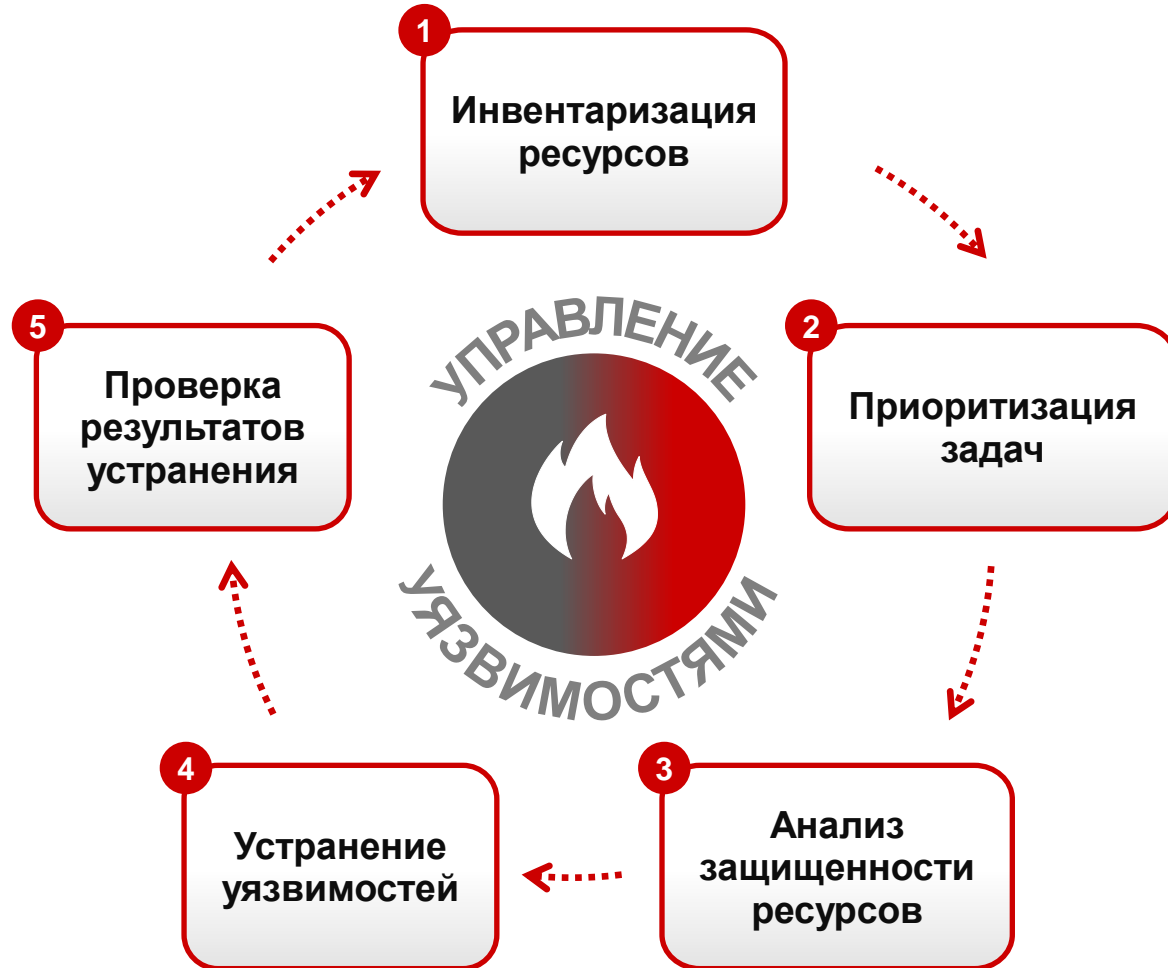 1
Инвентаризация
ресурсов
2
Приоритизация
задач
3
Анализ
защищенности
ресурсов
4
Устранение
уязвимостей
5
Проверка
результатов
устранения
УПРАВЛЕНИЕ
УЯЗВИМОСТЯМИ